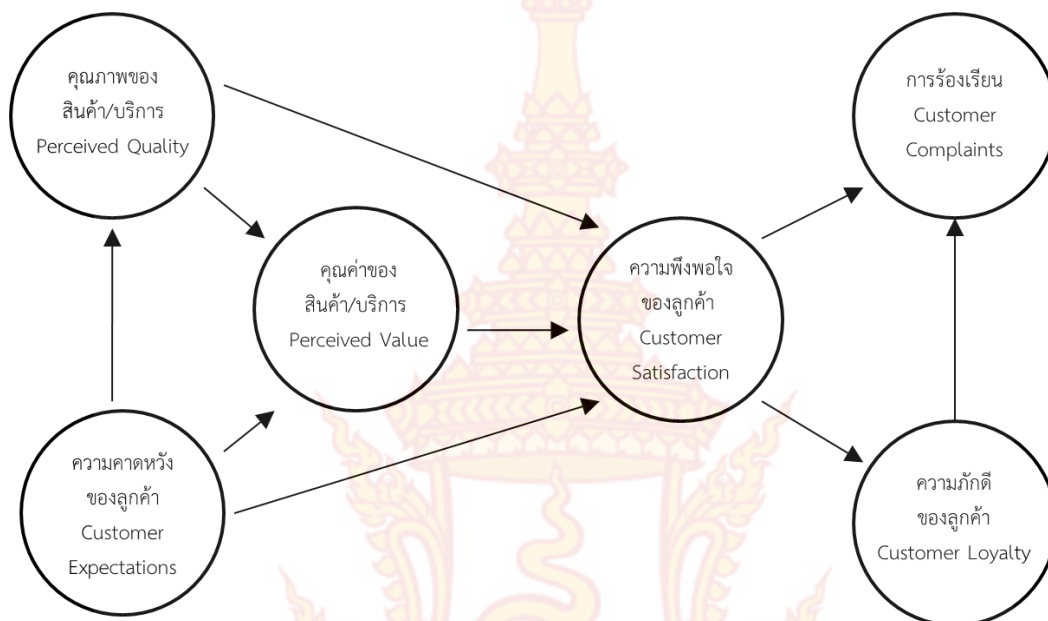 คุณภาพของ
สินค้า/บริการ
Perceived Quality
การร้องเรียน
Customer
Complaints
คุณค่าของ
สินค้า/บริการ
Perceived Value
ความพึงพอใจ
ของลูกค้า
Customer
Satisfaction
ความคาดหวัง
ของลูกค้า
Customer
Expectations
ความภักดี
ของลูกค้า
Customer Loyalty